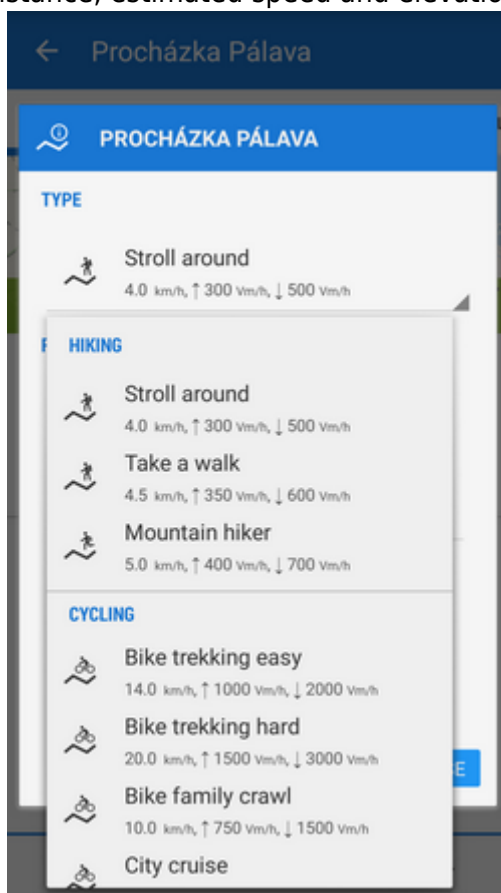 ← Procházka Pálava
PROCHÁZKA PÁLAVA
TYPE
Stroll around
4.0 km/h, ↑ 300 Vm/h, ↓ 500 Vm/h
HIKING
Stroll around
4.0 km/h, ↑ 300 Vm/h, ↓ 500 Vm/h
Take a walk
4.5 km/h, ↑ 350 Vm/h, ↓ 600 Vm/h
Mountain hiker
5.0 km/h, ↑ 400 Vm/h, ↓ 700 Vm/h
CYCLING
Bike trekking easy
14.0 km/h, ↑ 1000 Vm/h, ↓ 2000 Vm/h
Bike trekking hard
20.0 km/h, ↑ 1500 Vm/h, ↓ 3000 Vm/h
Bike family crawl
10.0 km/h, ↑ 750 Vm/h, ↓ 1500 Vm/h
City cruise